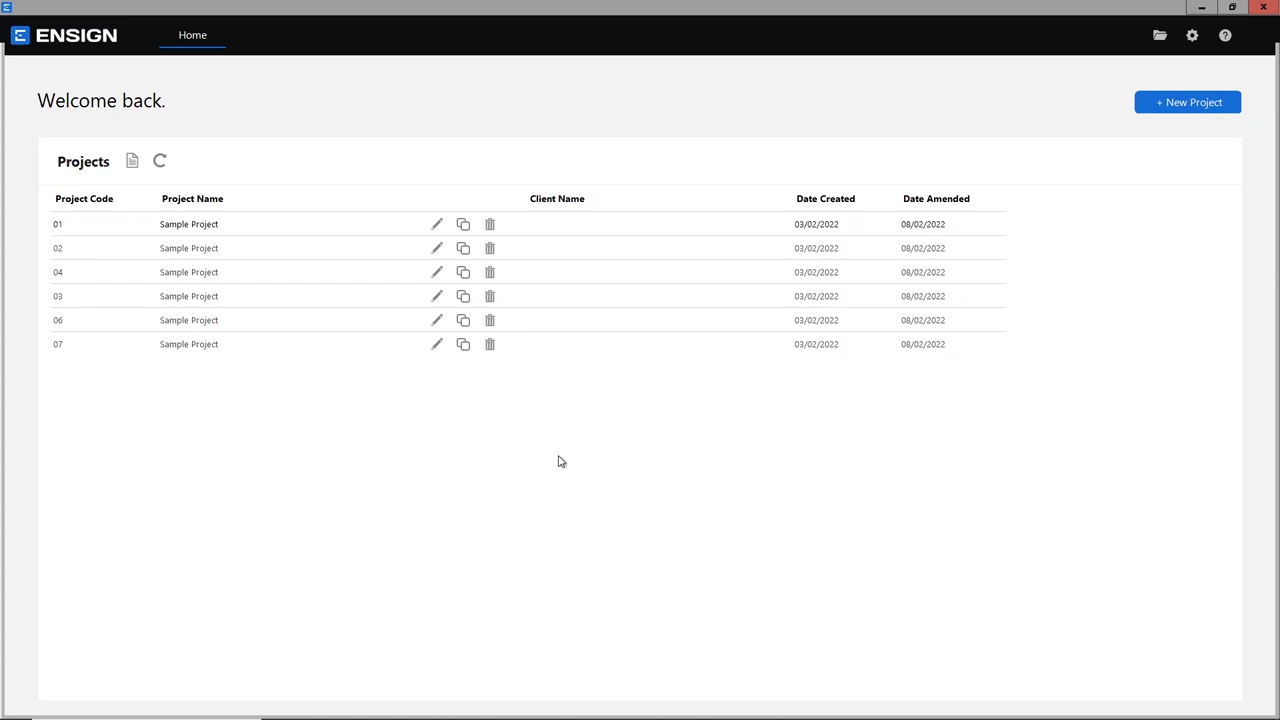 ENSIGN Home
Welcome back.
+ New Project
Projects
Project Code Project Name Client Name Date Created Date Amended
01 Sample Project 03/02/2022 08/02/2022
02 Sample Project 03/02/2022 08/02/2022
04 Sample Project 03/02/2022 08/02/2022
03 Sample Project 03/02/2022 08/02/2022
06 Sample Project 03/02/2022 08/02/2022
07 Sample Project 03/02/2022 08/02/2022